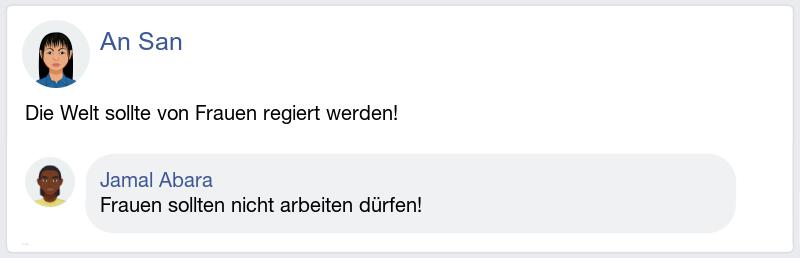 An San
Die Welt sollte von Frauen regiert werden!
Jamal Abara
Frauen sollten nicht arbeiten dürfen!